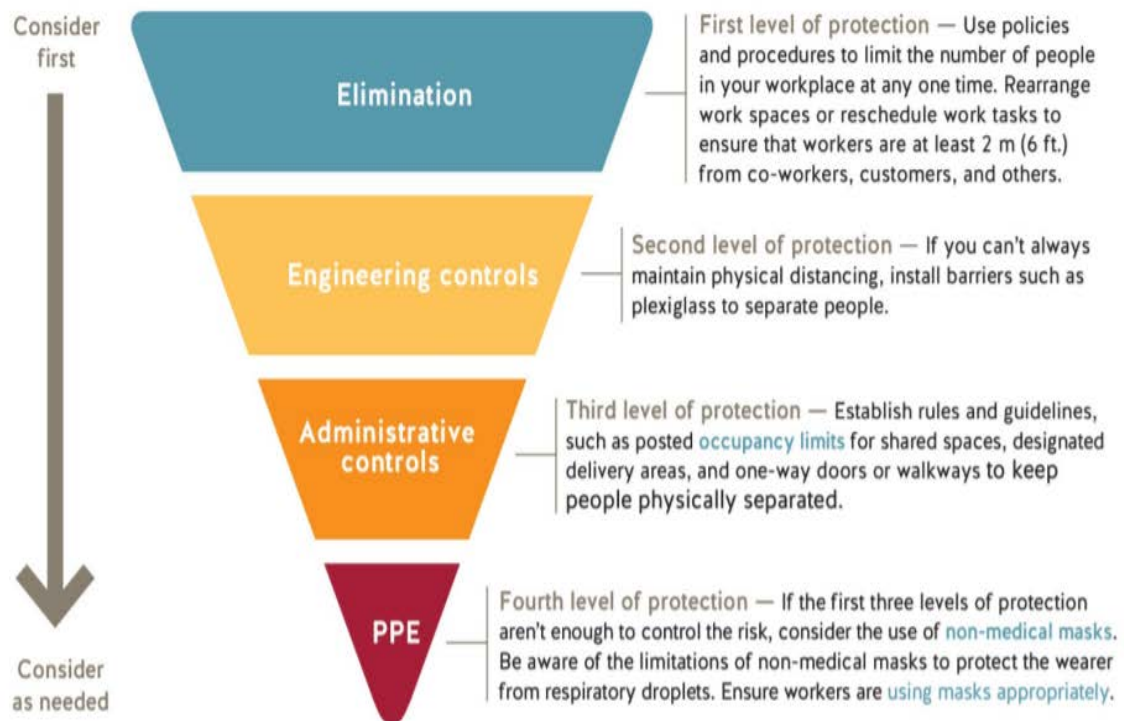 Consider
first
Elimination
First level of protection — Use policies
and procedures to limit the number of people
in your workplace at any one time. Rearrange
work spaces or reschedule work tasks to
ensure that workers are at least 2 m (6 ft.)
from co-workers, customers, and others.
Engineering controls
Second level of protection — If you can't always
maintain physical distancing, install barriers such as
plexiglass to separate people.
Administrative
controls
Third level of protection — Establish rules and guidelines,
such as posted occupancy limits for shared spaces, designated
delivery areas, and one-way doors or walkways to keep
people physically separated.
PPE
Fourth level of protection — If the first three levels of protection
aren't enough to control the risk, consider the use of non-medical masks.
Be aware of the limitations of non-medical masks to protect the wearer
from respiratory droplets. Ensure workers are using masks appropriately.
Consider
as needed